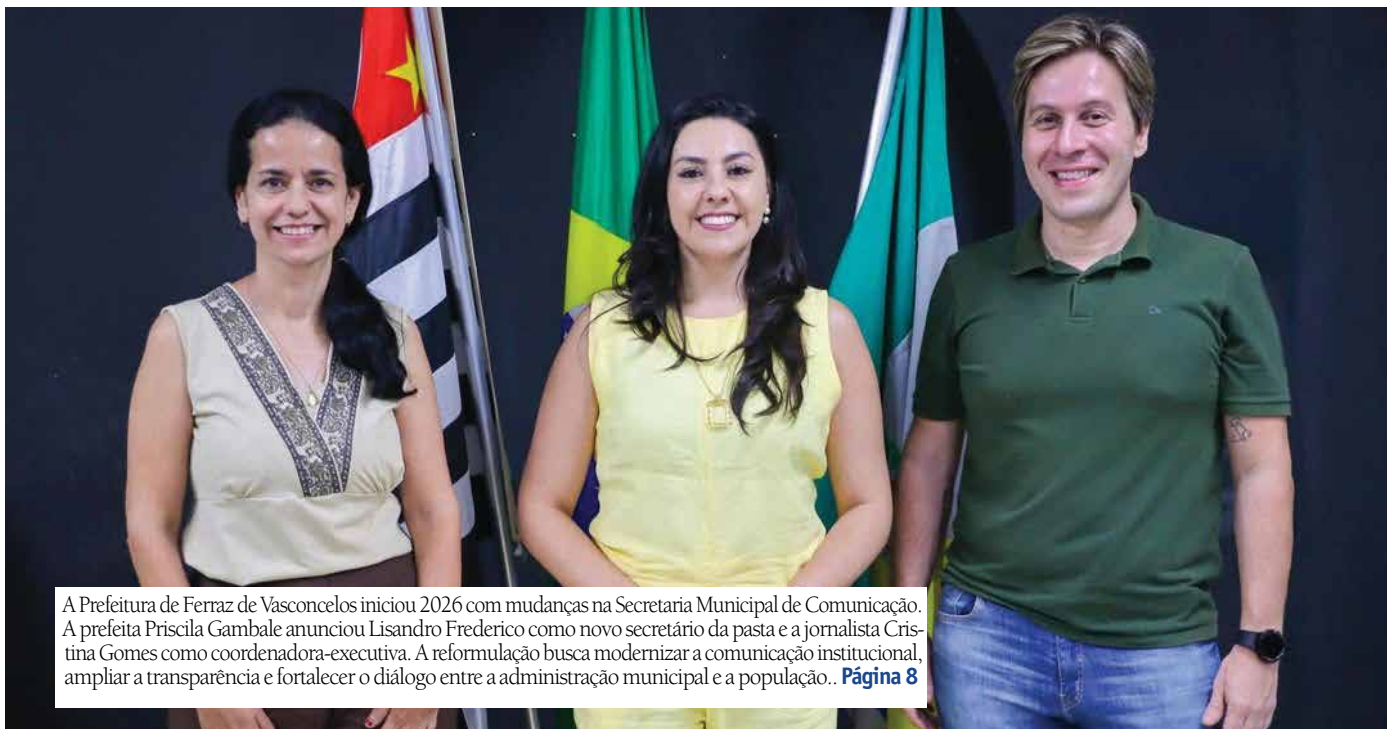 A Prefeitura de Ferraz de Vasconcelos iniciou 2026 com mudanças na Secretaria Municipal de Comunicação.
A prefeita Priscila Gambale anunciou Lisandro Frederico como novo secretário da pasta e a jornalista Cris-
tina Gomes como coordenadora-executiva. A reformulação busca modernizar a comunicação institucional,
ampliar a transparência e fortalecer o diálogo entre a administração municipal e a população.. Página 8